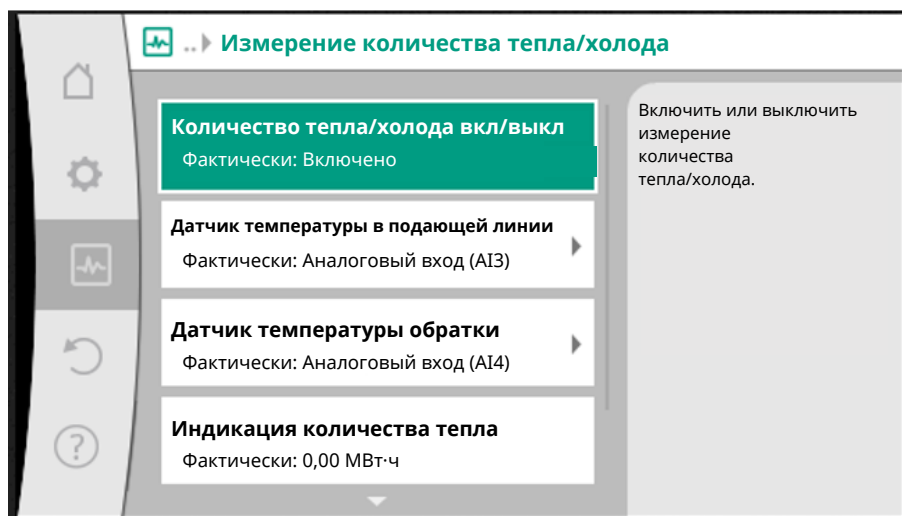 ..
Измерение количества тепла/холода
Количество тепла/холода вкл/выкл
Фактически: Включено
Датчик температуры в подающей линии
Фактически: Аналоговый вход (AI3)
Датчик температуры обратки
Фактически: Аналоговый вход (AI4)
Индикация количества тепла
Фактически: 0,00 МВт·ч
Включить или выключить
измерение
количества
тепла/холода.
?